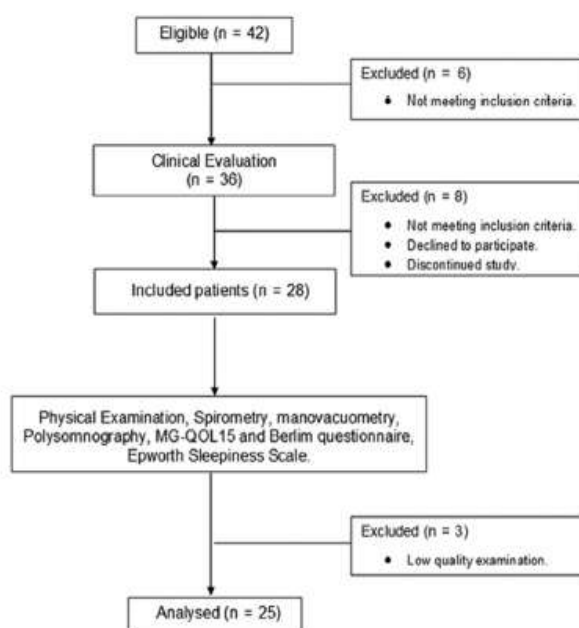 Eligible (n = 42)
Excluded (n = 6)
• Not meeting inclusion criteria.
Clinical Evaluation
(n = 36)
Excluded (n = 8)
• Not meeting inclusion criteria.
• Declined to participate.
• Discontinued study.
Included patients (n = 28)
Physical Examination, Spirometry, manovacuometry,
Polysomnography, MG-QOL15 and Berlim questionnaire,
Epworth Sleepiness Scale.
Excluded (n = 3)
• Low quality examination.
Analysed (n = 25)